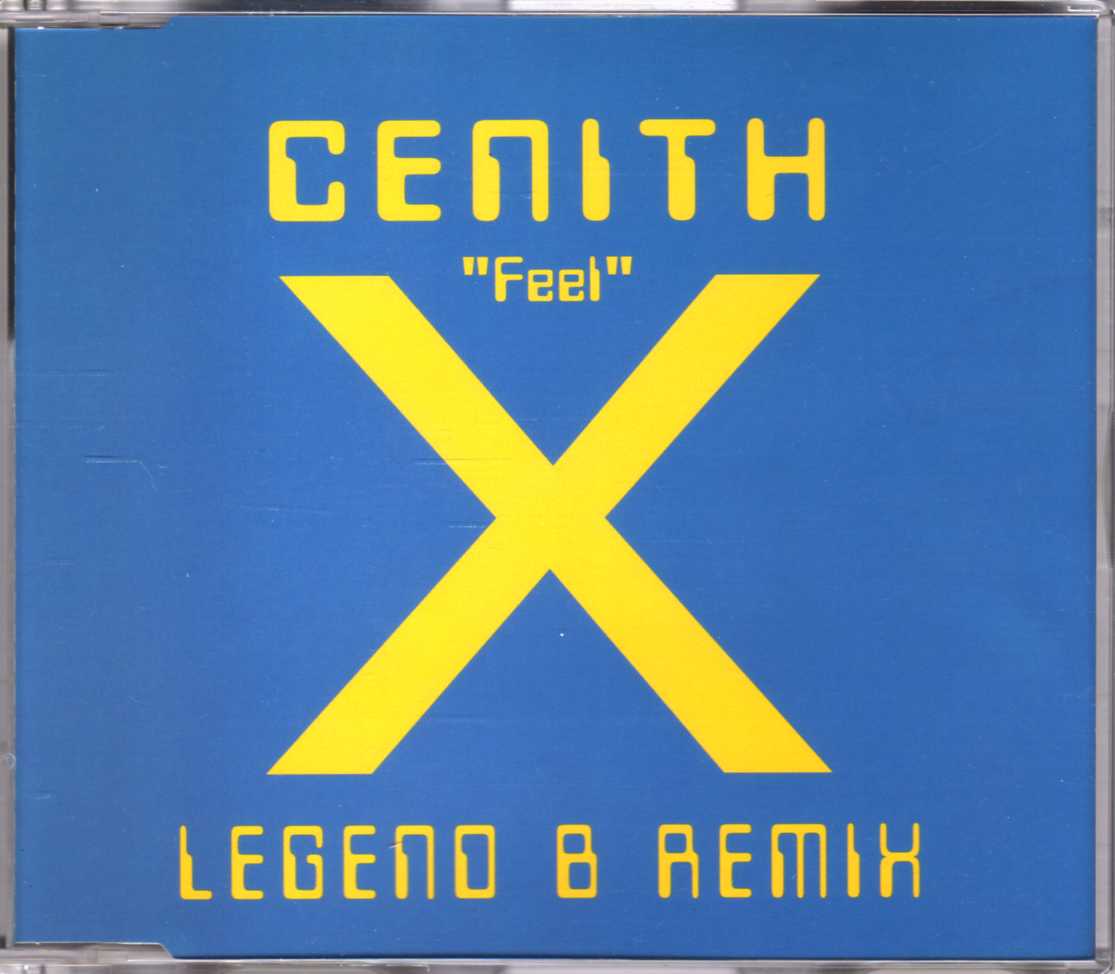 CENITH
"Feel"
X
LEGEND B REMIX